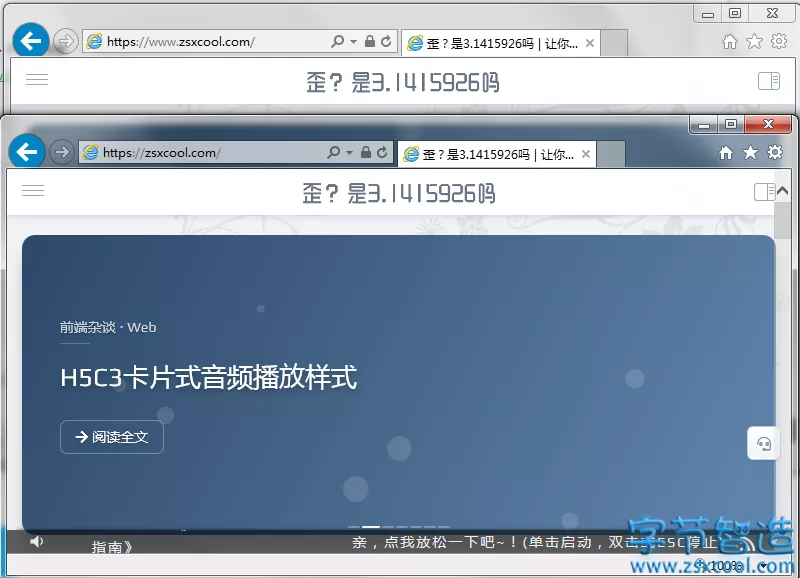 https://www.zsxcool.com/
歪？是3.1415926吗 | 让你...
歪？是3.1415926吗
https://zsxcool.com/
歪？是3.1415926吗 | 让你...
歪？是3.1415926吗
前端杂谈 · Web
H5C3卡片式音频播放样式
→ 阅读全文
指南》
亲，点我放松一下吧~！(单击启动，双击或ESC停止
字节智造
www.zsxcool.com
100%